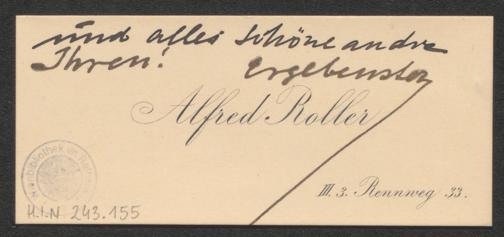 und alles Schöne an die
Ihren! Ergebenster
Alfred Roller
III. 3. Rennweg 33.
H.I.N 243.155